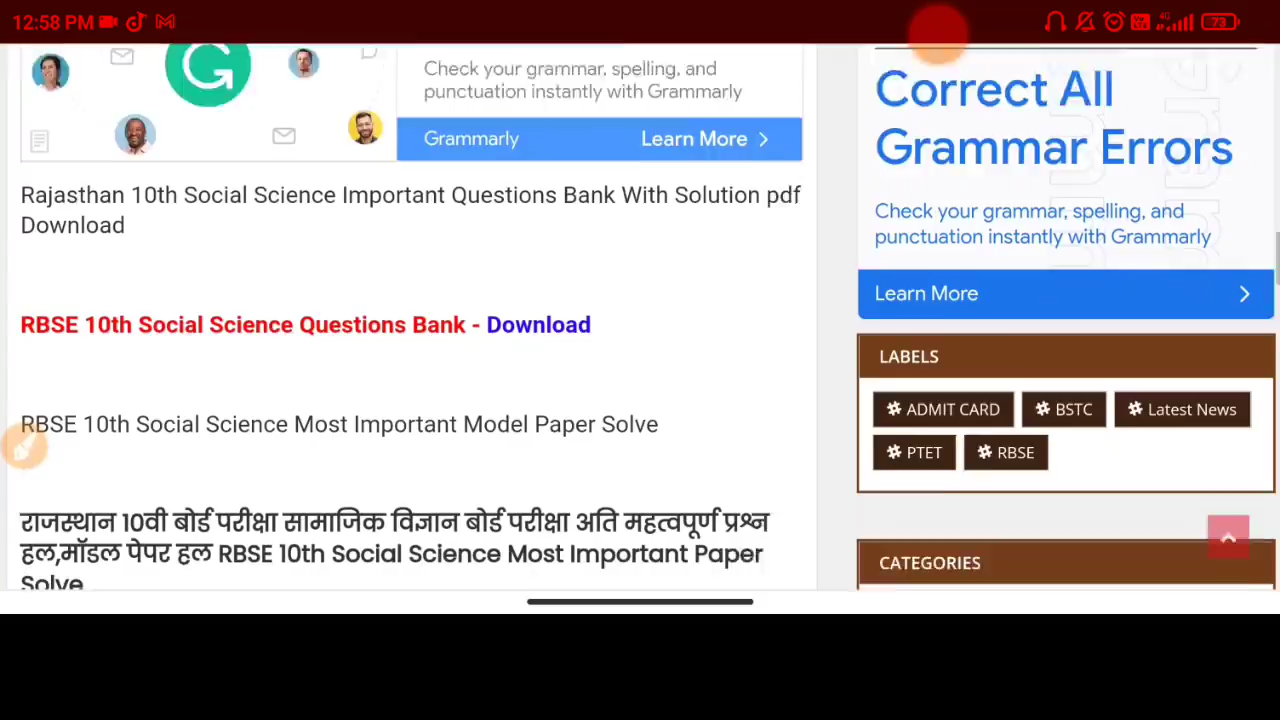 12:58 PM
4G
73
Check your grammar, spelling, and
punctuation instantly with Grammarly
Grammarly Learn More
Rajasthan 10th Social Science Important Questions Bank With Solution pdf
Download
RBSE 10th Social Science Questions Bank - Download
RBSE 10th Social Science Most Important Model Paper Solve
राजस्थान 10वी बोर्ड परीक्षा सामाजिक विज्ञान बोर्ड परीक्षा अति महत्वपूर्ण प्रश्न
हल,मॉडल पेपर हल RBSE 10th Social Science Most Important Paper
Solve
Correct All
Grammar Errors
Check your grammar, spelling, and
punctuation instantly with Grammarly
Learn More
LABELS
ADMIT CARD BSTC Latest News
PTET RBSE
CATEGORIES